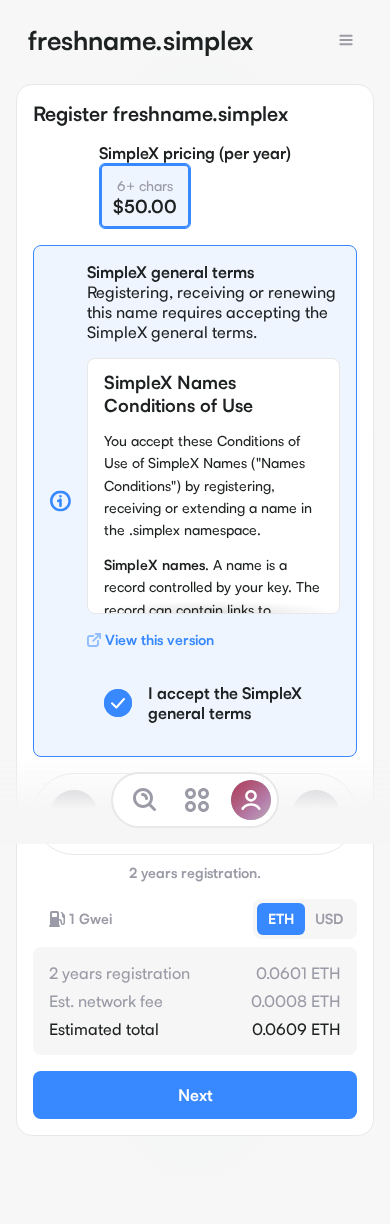 freshname.simplex
Register freshname.simplex
SimpleX pricing (per year)
6+ chars
$50.00
SimpleX general terms
Registering, receiving or renewing
this name requires accepting the
SimpleX general terms.
SimpleX Names
Conditions of Use
You accept these Conditions of
Use of SimpleX Names ("Names
Conditions") by registering,
receiving or extending a name in
the .simplex namespace.
SimpleX names. A name is a
record controlled by your key. The
record can contain links to
View this version
I accept the SimpleX
general terms
2 years registration.
1 Gwei
ETH USD
2 years registration 0.0601 ETH
Est. network fee 0.0008 ETH
Estimated total 0.0609 ETH
Next